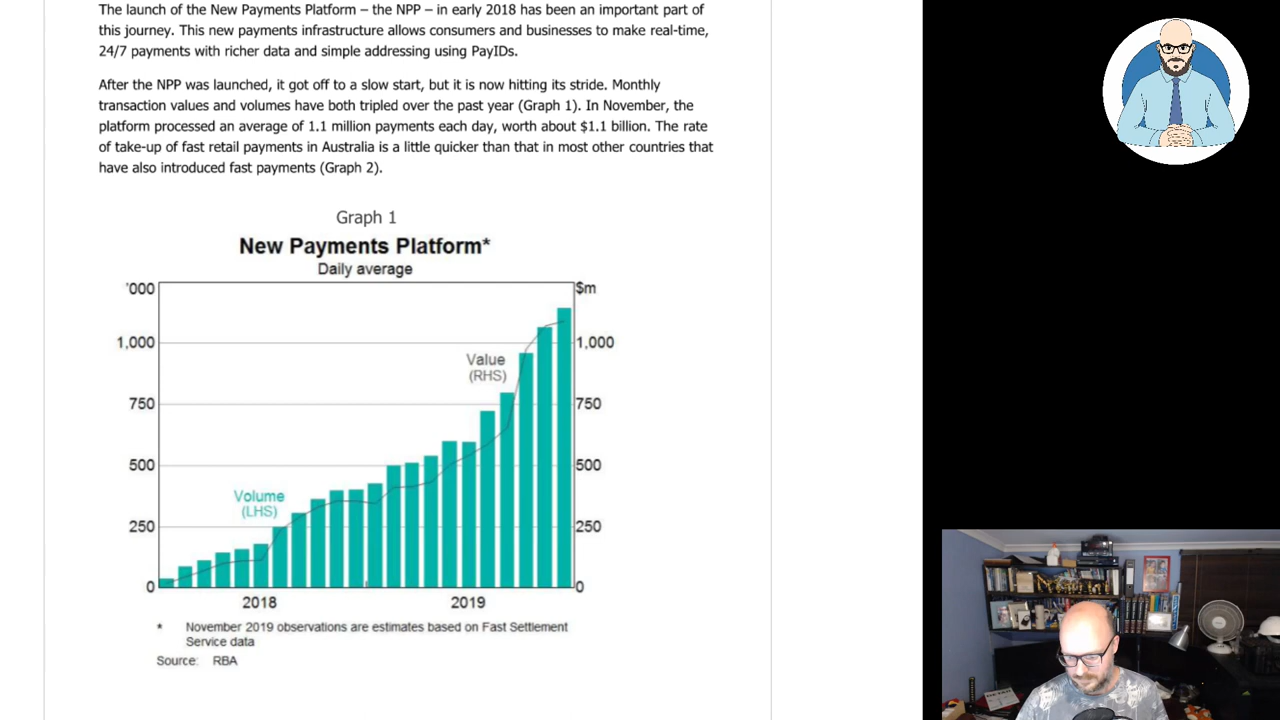 The launch of the New Payments Platform – the NPP – in early 2018 has been an important part of
this journey. This new payments infrastructure allows consumers and businesses to make real-time,
24/7 payments with richer data and simple addressing using PayIDs.
After the NPP was launched, it got off to a slow start, but it is now hitting its stride. Monthly
transaction values and volumes have both tripled over the past year (Graph 1). In November, the
platform processed an average of 1.1 million payments each day, worth about $1.1 billion. The rate
of take-up of fast retail payments in Australia is a little quicker than that in most other countries that
have also introduced fast payments (Graph 2).
Graph 1
New Payments Platform*
Daily average
'000 $m
1,000 1,000
Value
(RHS)
750 750
500 500
Volume
(LHS)
250 250
0 0
2018 2019
* November 2019 observations are estimates based on Fast Settlement
Service data
Source: RBA